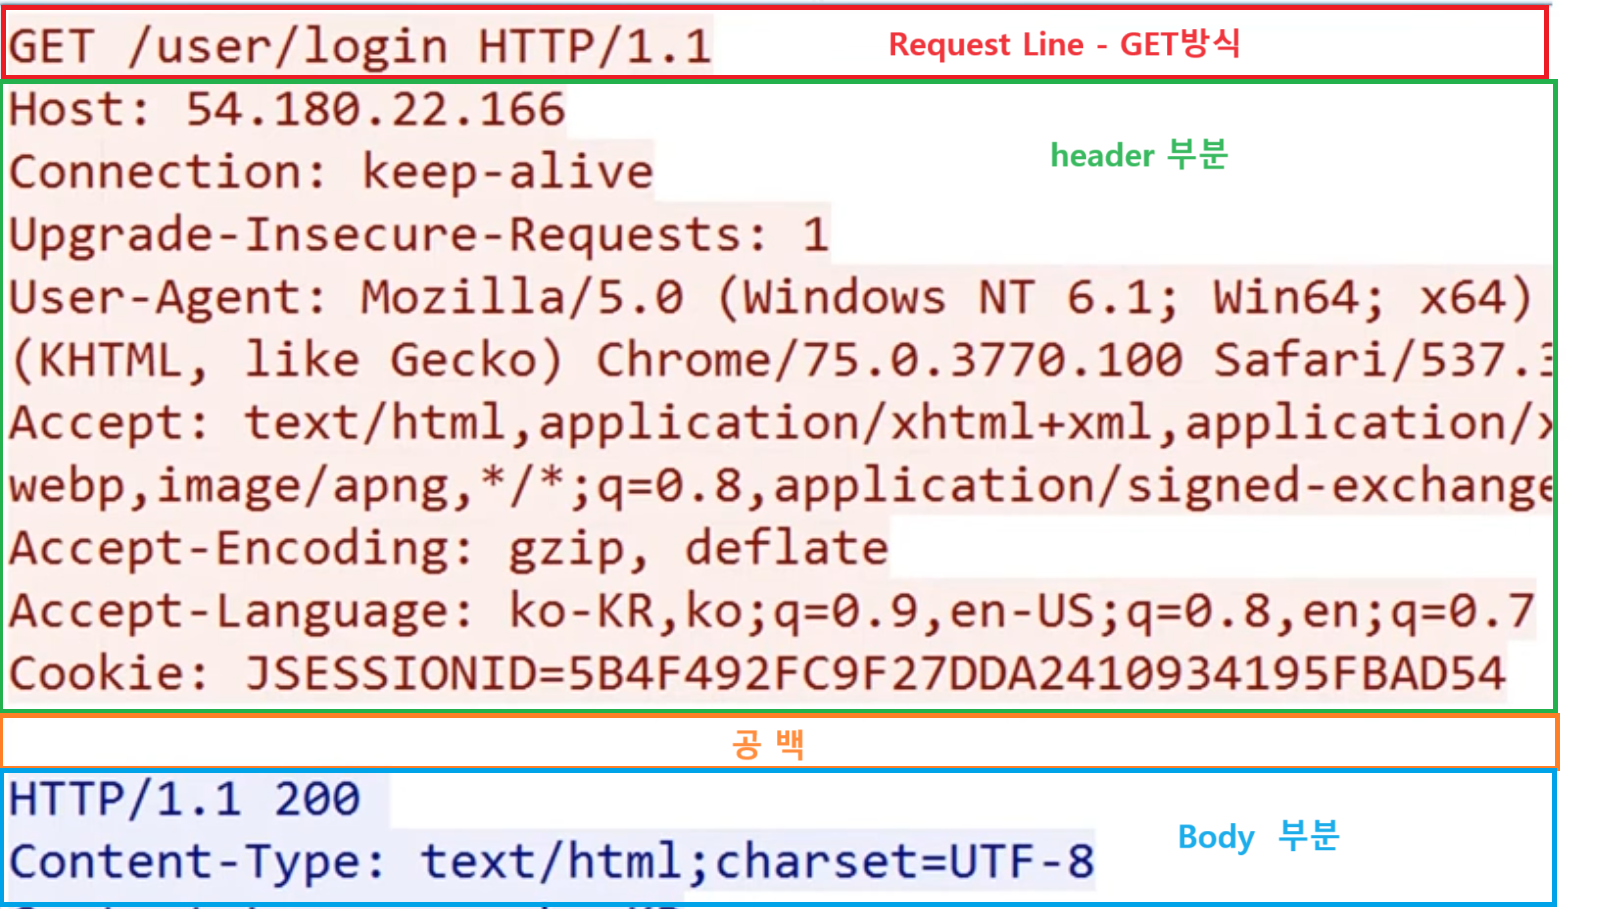 GET /user/login HTTP/1.1
Request Line - GET방식
Host: 54.180.22.166
header 부분
Connection: keep-alive
Upgrade-Insecure-Requests: 1
User-Agent: Mozilla/5.0 (Windows NT 6.1; Win64; x64)
(KHTML, like Gecko) Chrome/75.0.3770.100 Safari/537.3
Accept: text/html,application/xhtml+xml,application/x
webp,image/apng,*/*;q=0.8,application/signed-exchange
Accept-Encoding: gzip, deflate
Accept-Language: ko-KR,ko;q=0.9,en-US;q=0.8,en;q=0.7
Cookie: JSESSIONID=5B4F492FC9F27DDA2410934195FBAD54
공 백
HTTP/1.1 200
Body 부분
Content-Type: text/html;charset=UTF-8